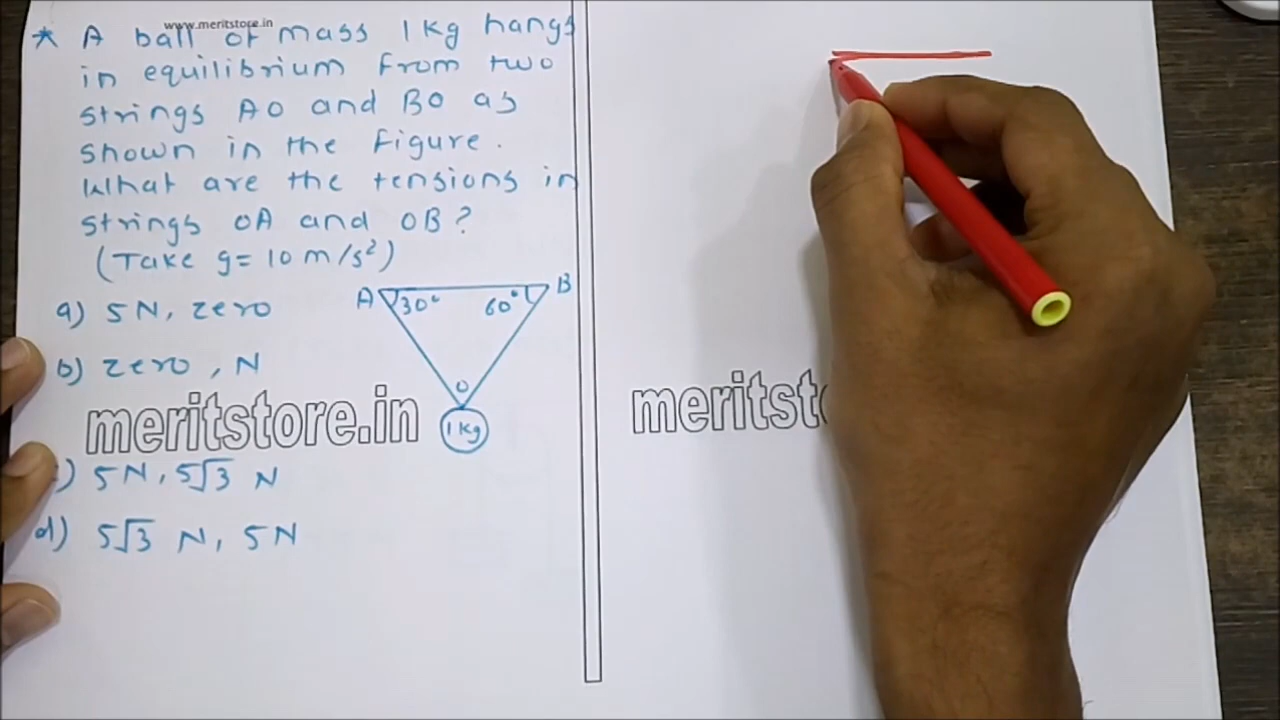 www.meritstore.in
* A ball of mass 1kg hangs
in equilibrium from two
strings AO and BO as
shown in the figure.
What are the tensions in
strings OA and OB?
(Take g = 10 m/s²)
a) 5N, zero
b) zero, N
c) 5N, 5√3 N
d) 5√3 N, 5N
A 30° 60° B
O
1kg
meritstore.in
meritsto